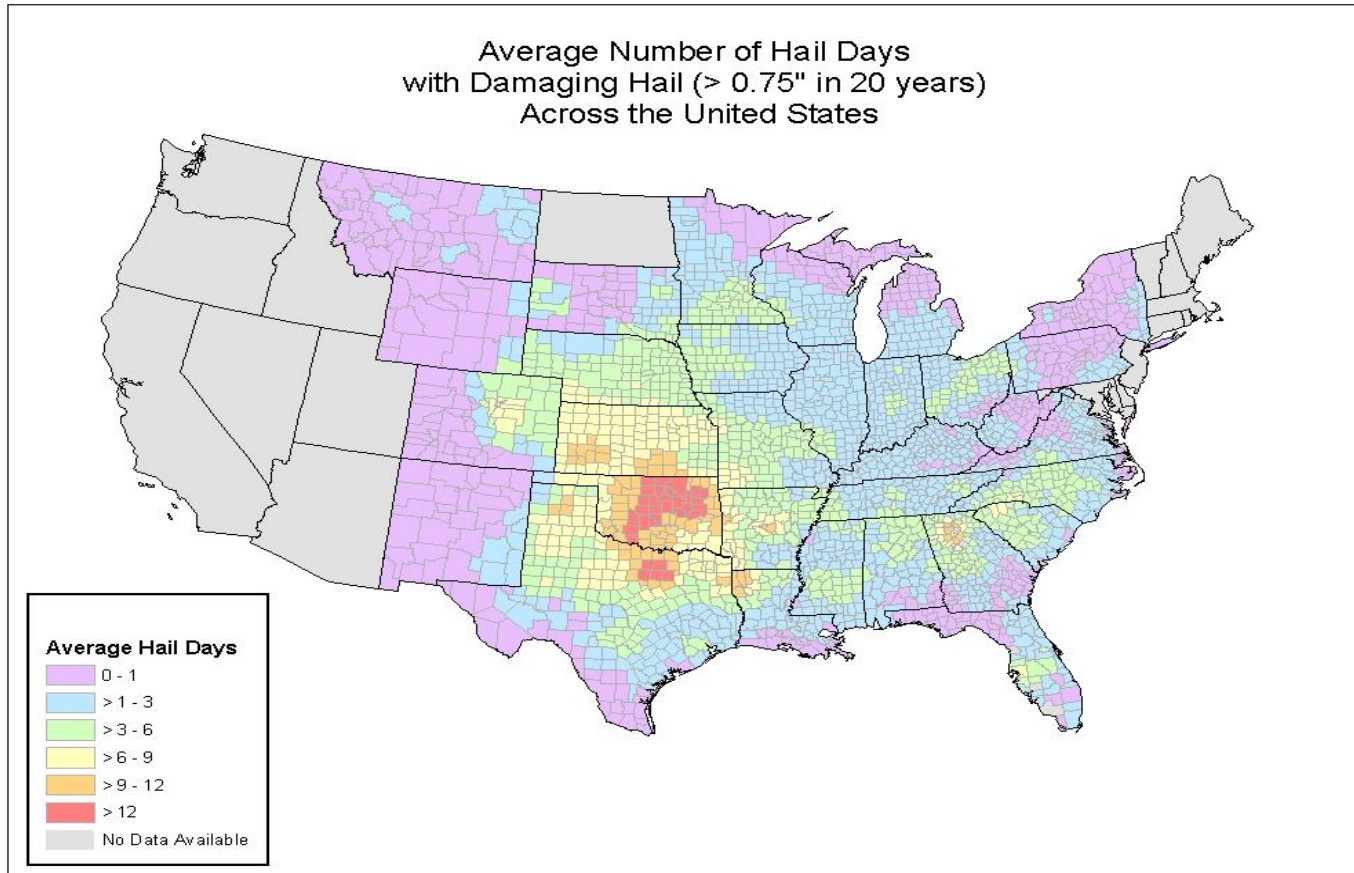 Average Number of Hail Days
with Damaging Hail (> 0.75" in 20 years)
Across the United States
Average Hail Days
0 - 1
> 1 - 3
> 3 - 6
> 6 - 9
> 9 - 12
> 12
No Data Available